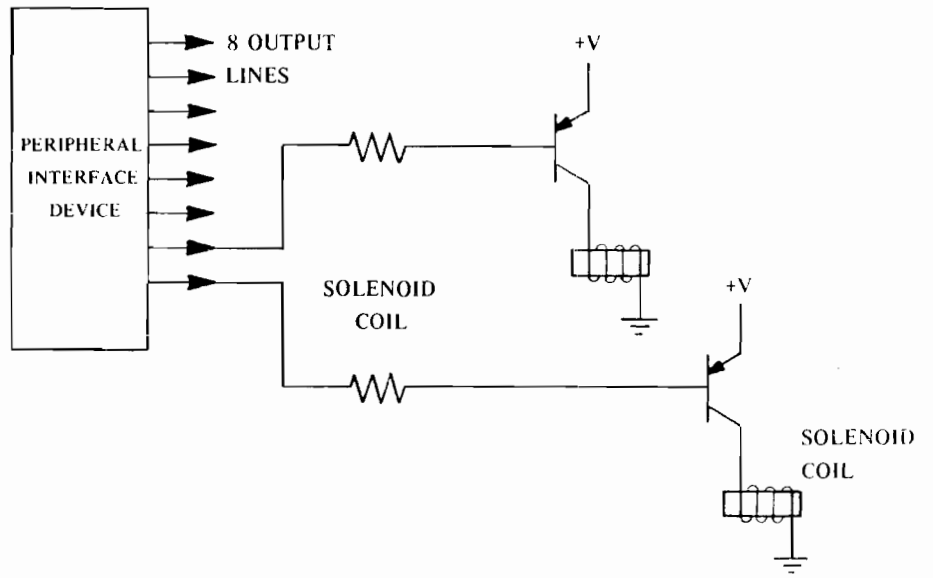 8 OUTPUT
LINES
PERIPHERAL
INTERFACE
DEVICE
+V
SOLENOID
COIL
+V
SOLENOID
COIL